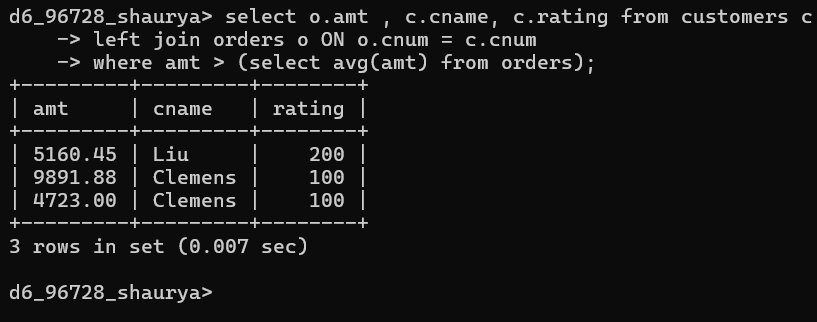 d6_96728_shaurya> select o.amt , c.cname, c.rating from customers c
    -> left join orders o ON o.cnum = c.cnum
    -> where amt > (select avg(amt) from orders);
+---------+---------+--------+
| amt     | cname   | rating |
+---------+---------+--------+
| 5160.45 | Liu     |    200 |
| 9891.88 | Clemens |    100 |
| 4723.00 | Clemens |    100 |
+---------+---------+--------+
3 rows in set (0.007 sec)
d6_96728_shaurya>